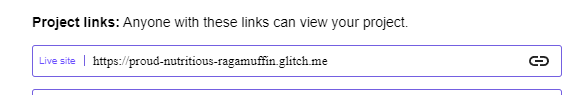 Project links: Anyone with these links can view your project.
Live site | https://proud-nutritious-ragamuffin.glitch.me